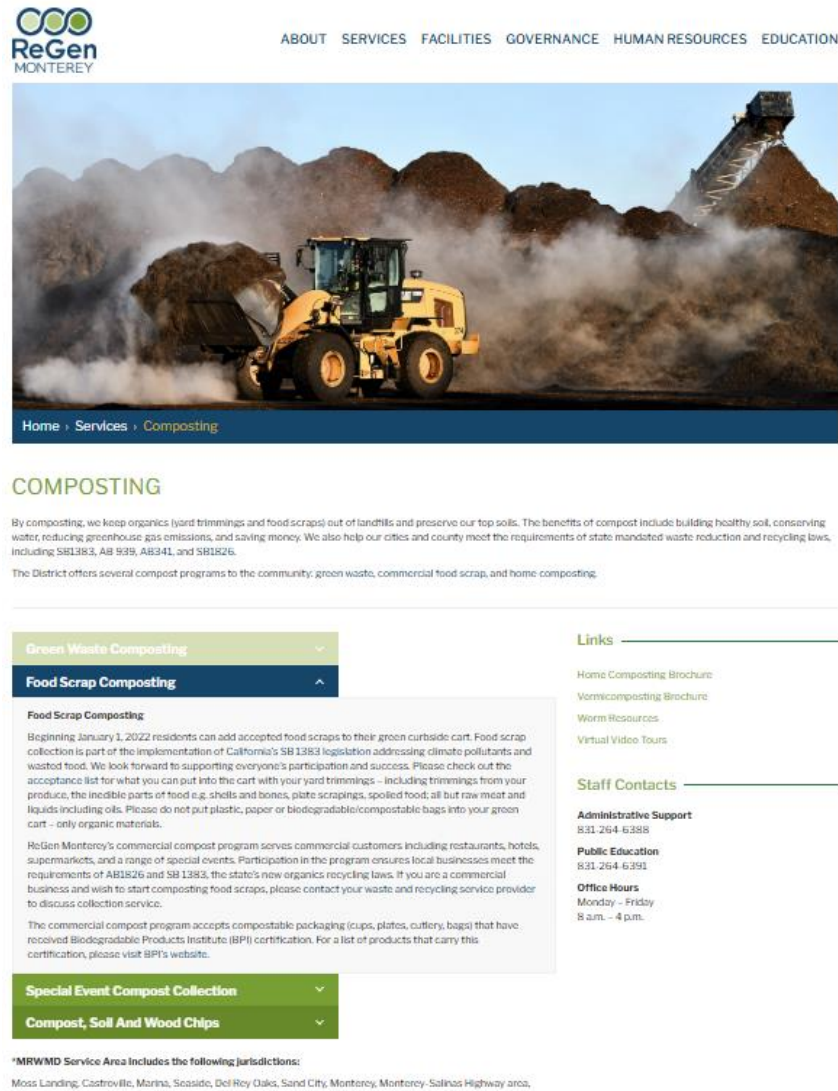 ReGen
MONTEREY
ABOUT SERVICES FACILITIES GOVERNANCE HUMAN RESOURCES EDUCATION
Home › Services › Composting
COMPOSTING
By composting, we keep organics (yard trimmings and food scraps) out of landfills and preserve our top soils. The benefits of compost include building healthy soil, conserving
water, reducing greenhouse gas emissions, and saving money. We also help our cities and county meet the requirements of state mandated waste reduction and recycling laws,
including SB1383, AB 939, AB341, and SB1826.
The District offers several compost programs to the community: green waste, commercial food scrap, and home composting.
Green Waste Composting
Food Scrap Composting
Food Scrap Composting
Beginning January 1, 2022 residents can add accepted food scraps to their green curbside cart. Food scrap
collection is part of the implementation of California's SB 1383 legislation addressing climate pollutants and
wasted food. We look forward to supporting everyone's participation and success. Please check out the
acceptance list for what you can put into the cart with your yard trimmings – including trimmings from your
produce, the inedible parts of food e.g. shells and bones, plate scrapings, spoiled food; all but raw meat and
liquids including oils. Please do not put plastic, paper or biodegradable/compostable bags into your green
cart – only organic materials.
ReGen Monterey's commercial compost program serves commercial customers including restaurants, hotels,
supermarkets, and a range of special events. Participation in the program ensures local businesses meet the
requirements of AB1826 and SB 1383, the state's new organics recycling laws. If you are a commercial
business and wish to start composting food scraps, please contact your waste and recycling service provider
to discuss collection service.
The commercial compost program accepts compostable packaging (cups, plates, cutlery, bags) that have
received Biodegradable Products Institute (BPI) certification. For a list of products that carry this
certification, please visit BPI's website.
Special Event Compost Collection
Compost, Soil And Wood Chips
*MRWMD Service Area Includes the following jurisdictions:
Moss Landing, Castroville, Marina, Seaside, Del Rey Oaks, Sand City, Monterey, Monterey-Salinas Highway area,
Links
Home Composting Brochure
Vermicomposting Brochure
Worm Resources
Virtual Video Tours
Staff Contacts
Administrative Support
831-264-6388
Public Education
831-264-6391
Office Hours
Monday – Friday
8 a.m. – 4 p.m.